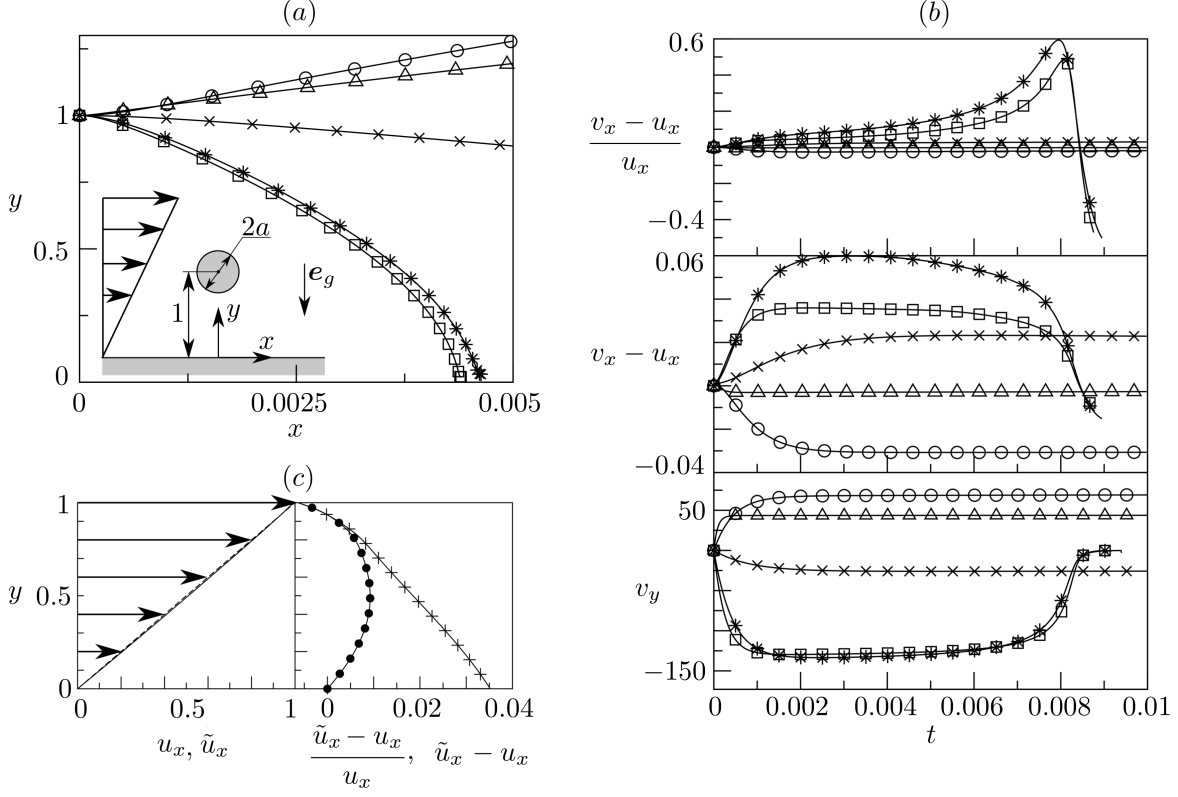 (a)
y
1
0.5
0
0
0.0025
0.005
x
2a
e_g
1
y
x
(b)
0.6
v_x − u_x
u_x
−0.4
0.06
v_x − u_x
−0.04
50
v_y
−150
0
0.002
0.004
0.006
0.008
0.01
t
(c)
1
y
0.5
0
0
0.5
1
0
0.02
0.04
u_x, ũ_x
ũ_x − u_x
u_x
, ũ_x − u_x